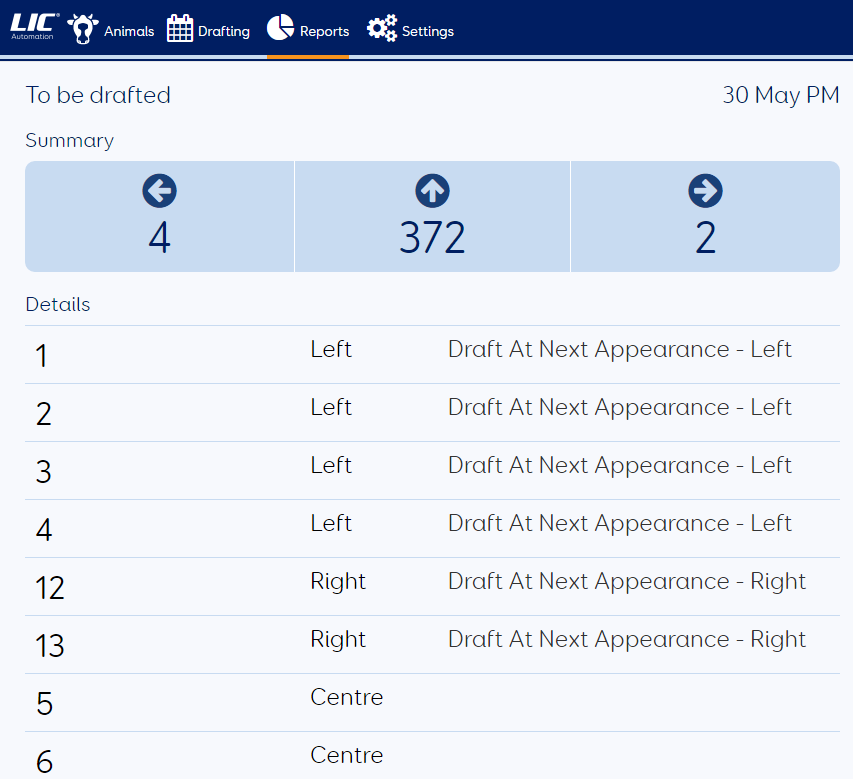 LIC® Automation Animals Drafting Reports Settings
To be drafted 30 May PM
Summary
4 372 2
Details
1 Left Draft At Next Appearance - Left
2 Left Draft At Next Appearance - Left
3 Left Draft At Next Appearance - Left
4 Left Draft At Next Appearance - Left
12 Right Draft At Next Appearance - Right
13 Right Draft At Next Appearance - Right
5 Centre
6 Centre